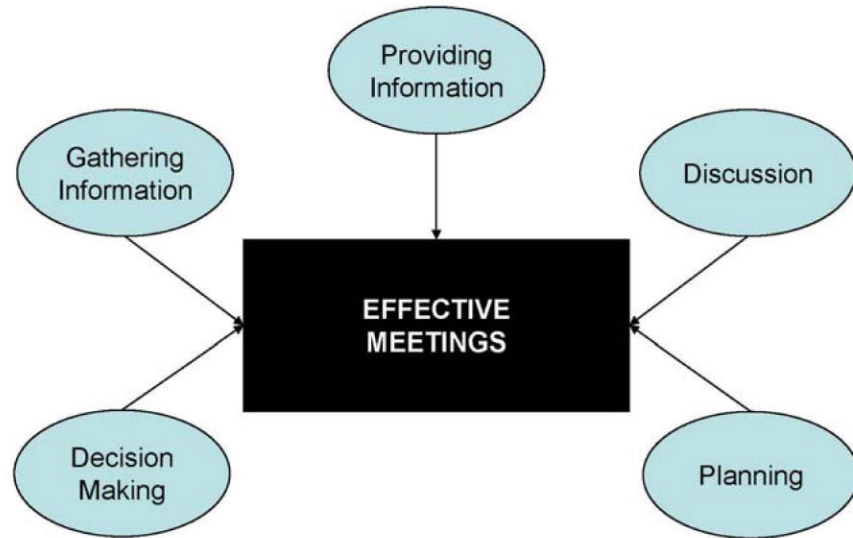 Providing
Information
Gathering
Information
Discussion
EFFECTIVE
MEETINGS
Decision
Making
Planning